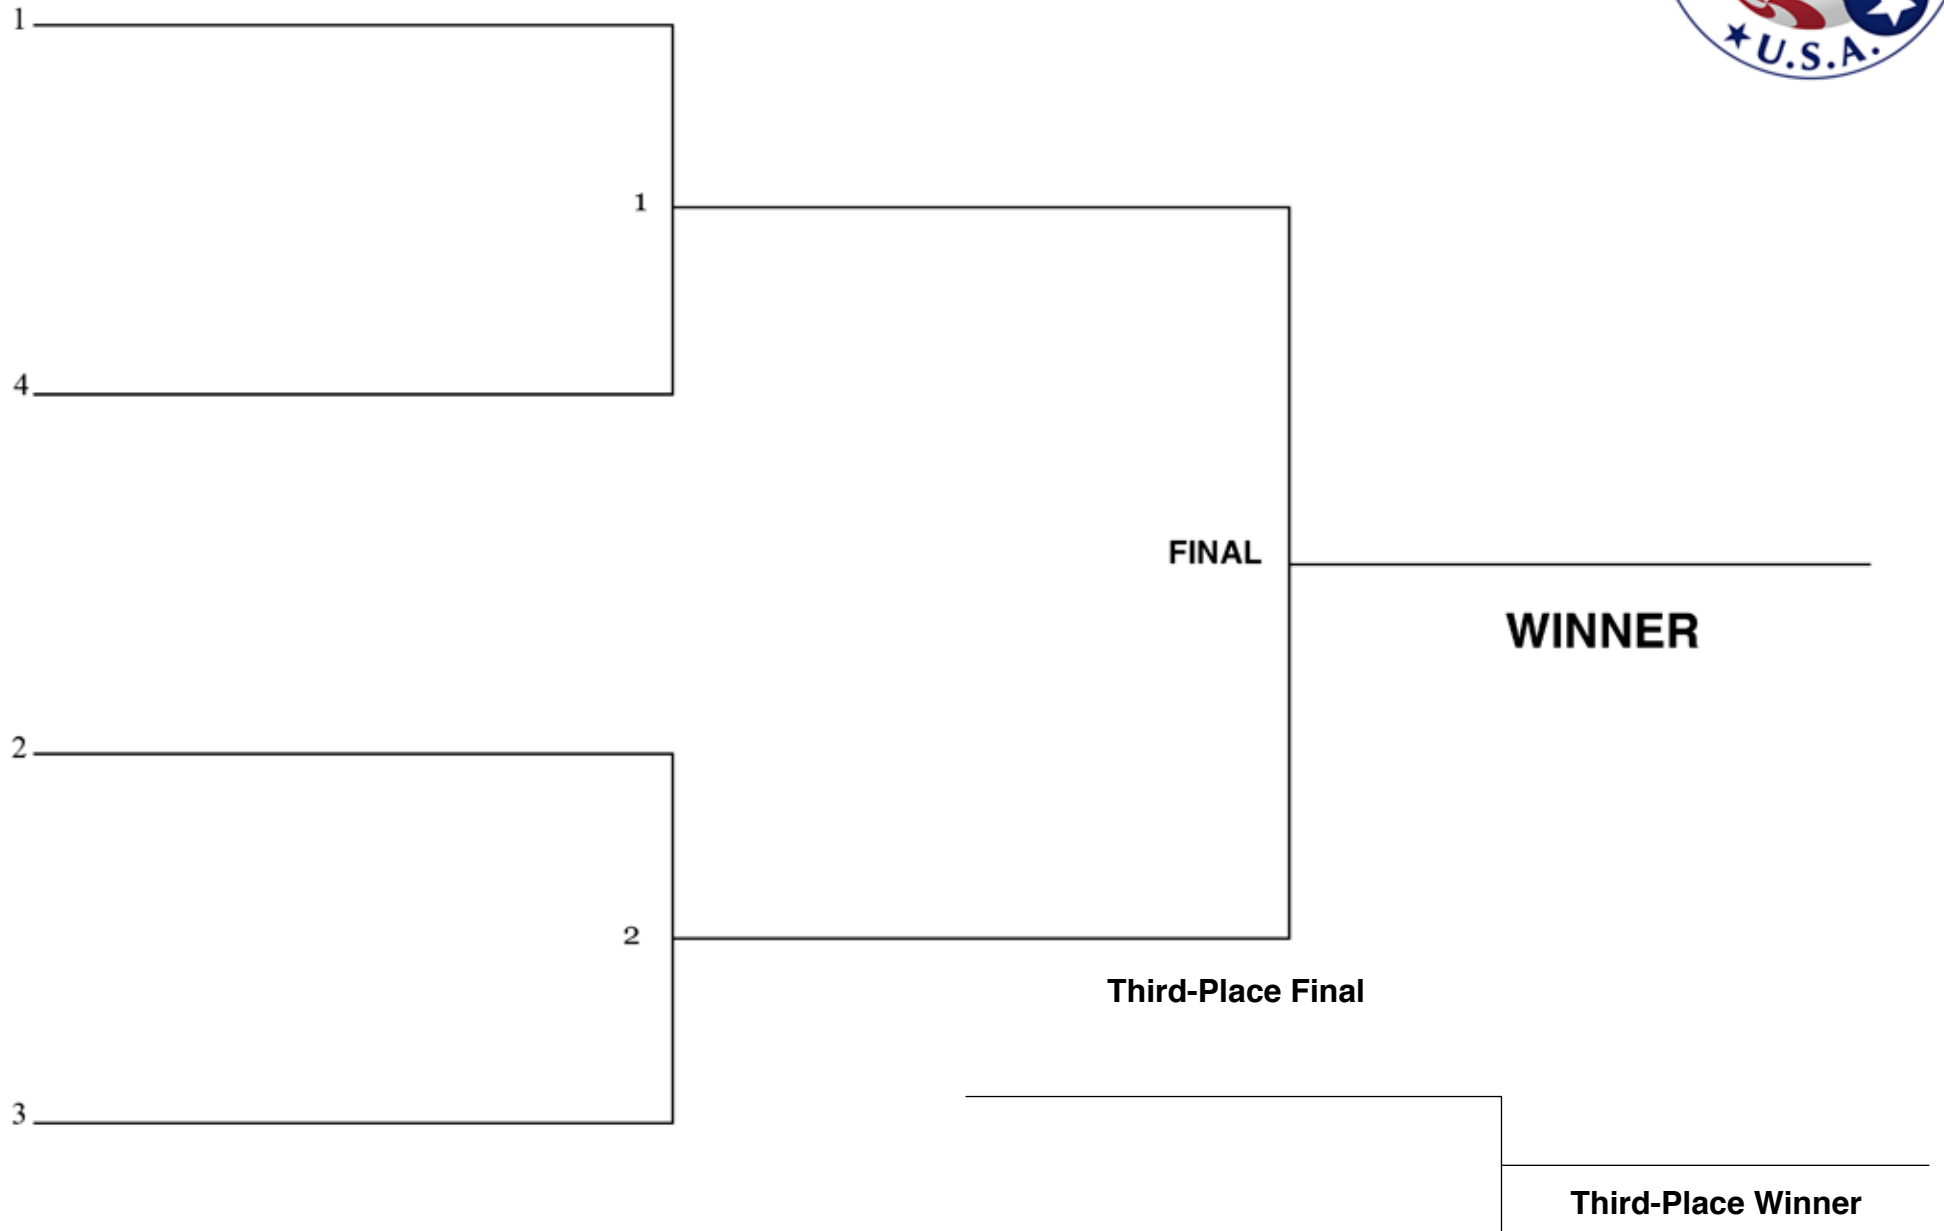 1
U.S.A.
1
4
FINAL
WINNER
2
2
Third-Place Final
3
Third-Place Winner